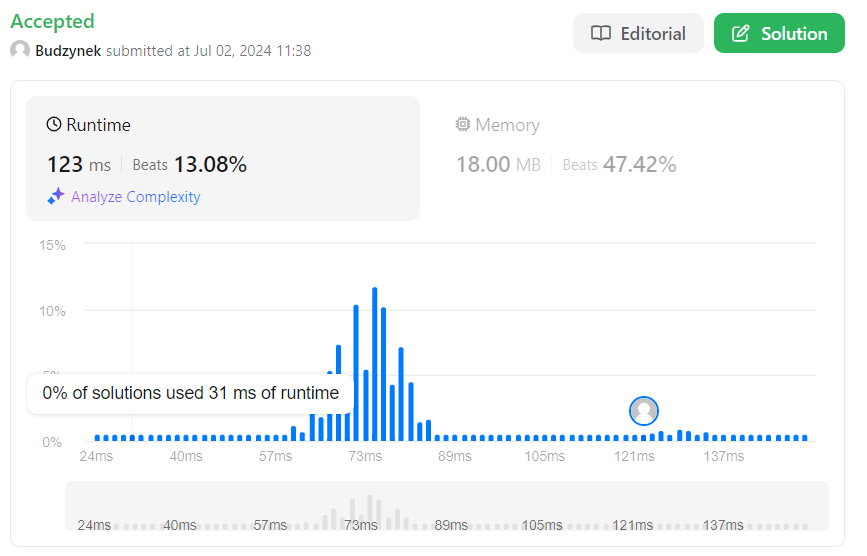 Accepted
Budzynek submitted at Jul 02, 2024 11:38
Editorial
Solution
Runtime
123 ms Beats 13.08%
Analyze Complexity
Memory
18.00 MB Beats 47.42%
15%
10%
5%
0% of solutions used 31 ms of runtime
0%
24ms 40ms 57ms 73ms 89ms 105ms 121ms 137ms
24ms 40ms 57ms 73ms 89ms 105ms 121ms 137ms